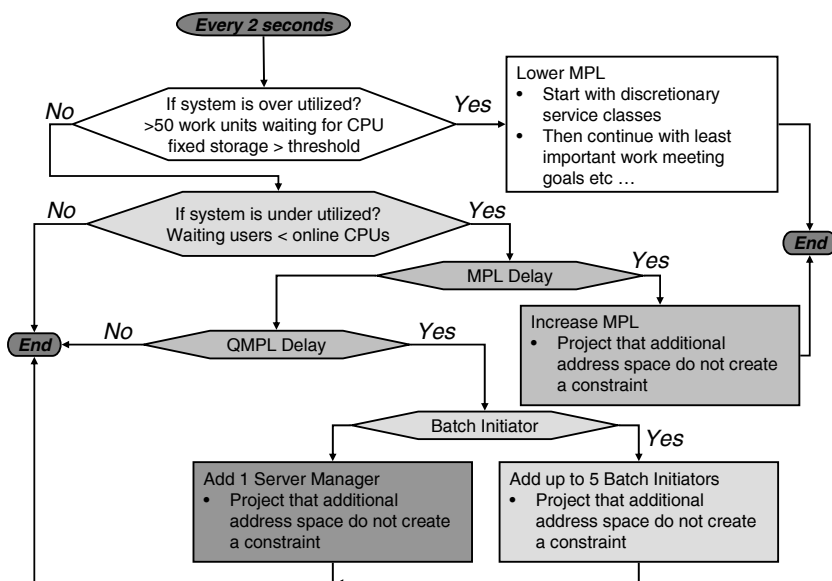 Every 2 seconds
If system is over utilized?
>50 work units waiting for CPU
fixed storage > threshold
No
Yes
Lower MPL
• Start with discretionary
service classes
• Then continue with least
important work meeting
goals etc …
If system is under utilized?
Waiting users < online CPUs
No
Yes
End
MPL Delay
Yes
Increase MPL
• Project that additional
address space do not create
a constraint
End
No
QMPL Delay
Yes
Batch Initiator
Yes
Add 1 Server Manager
• Project that additional
address space do not create
a constraint
Add up to 5 Batch Initiators
• Project that additional
address space do not create
a constraint